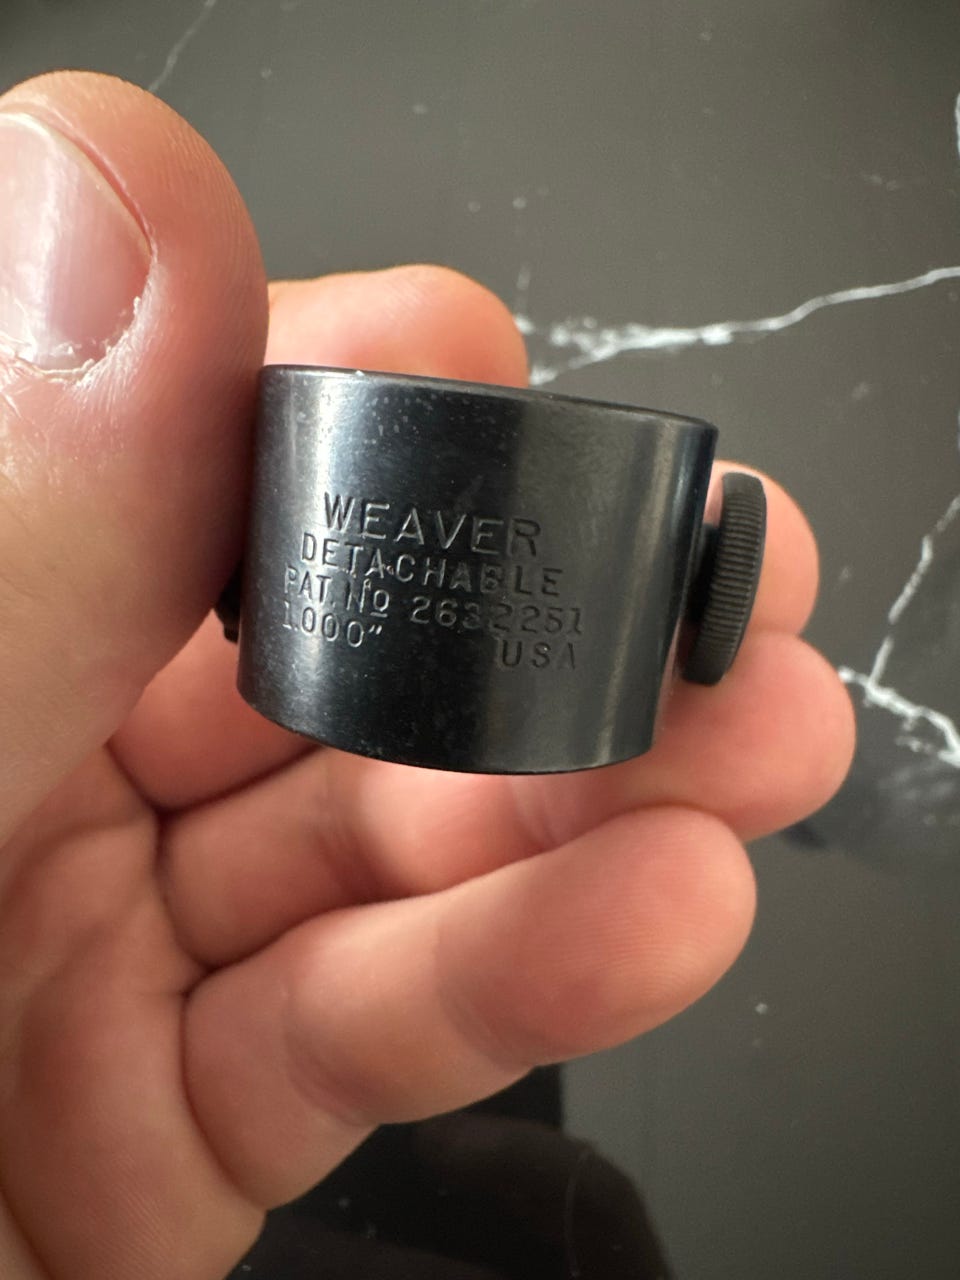 WEAVER
DETACHABLE
PAT. No 2632251
1.000"
USA